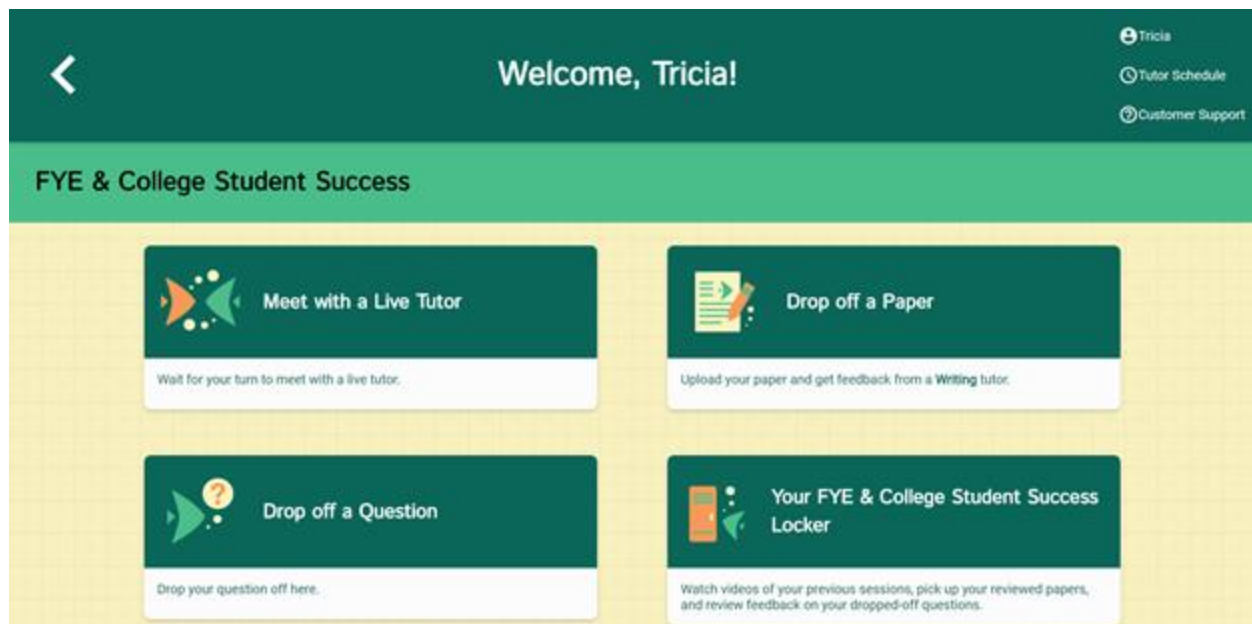 Welcome, Tricia!
Tricia
Tutor Schedule
Customer Support
FYE & College Student Success
Meet with a Live Tutor
Wait for your turn to meet with a live tutor.
Drop off a Paper
Upload your paper and get feedback from a Writing tutor.
?
Drop off a Question
Drop your question off here.
Your FYE & College Student Success
Locker
Watch videos of your previous sessions, pick up your reviewed papers,
and review feedback on your dropped-off questions.